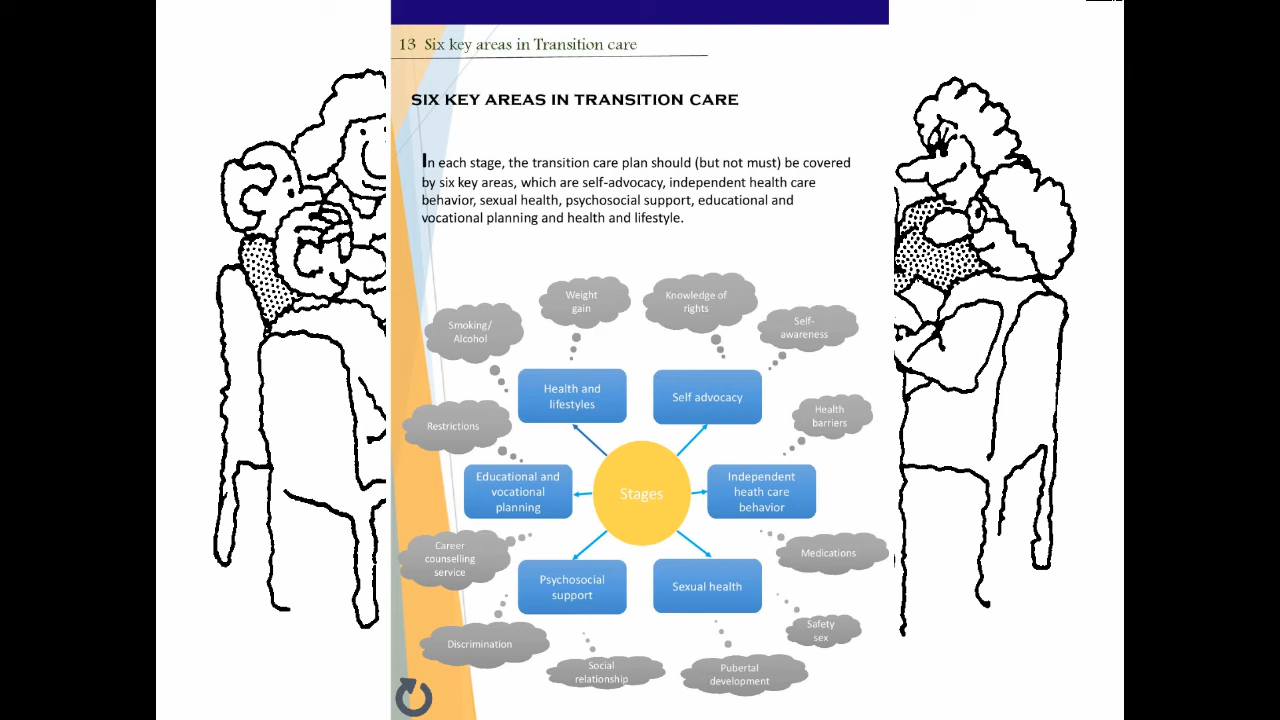 13 Six key areas in Transition care
SIX KEY AREAS IN TRANSITION CARE
In each stage, the transition care plan should (but not must) be covered
by six key areas, which are self-advocacy, independent health care
behavior, sexual health, psychosocial support, educational and
vocational planning and health and lifestyle.
Weight
gain
Knowledge of
rights
Smoking/
Alcohol
Self-
awareness
Health and
lifestyles
Self advocacy
Restrictions
Health
barriers
Educational and
vocational
planning
Stages
Independent
heath care
behavior
Career
counselling
service
Medications
Psychosocial
support
Sexual health
Discrimination
Safety
sex
Social
relationship
Pubertal
development